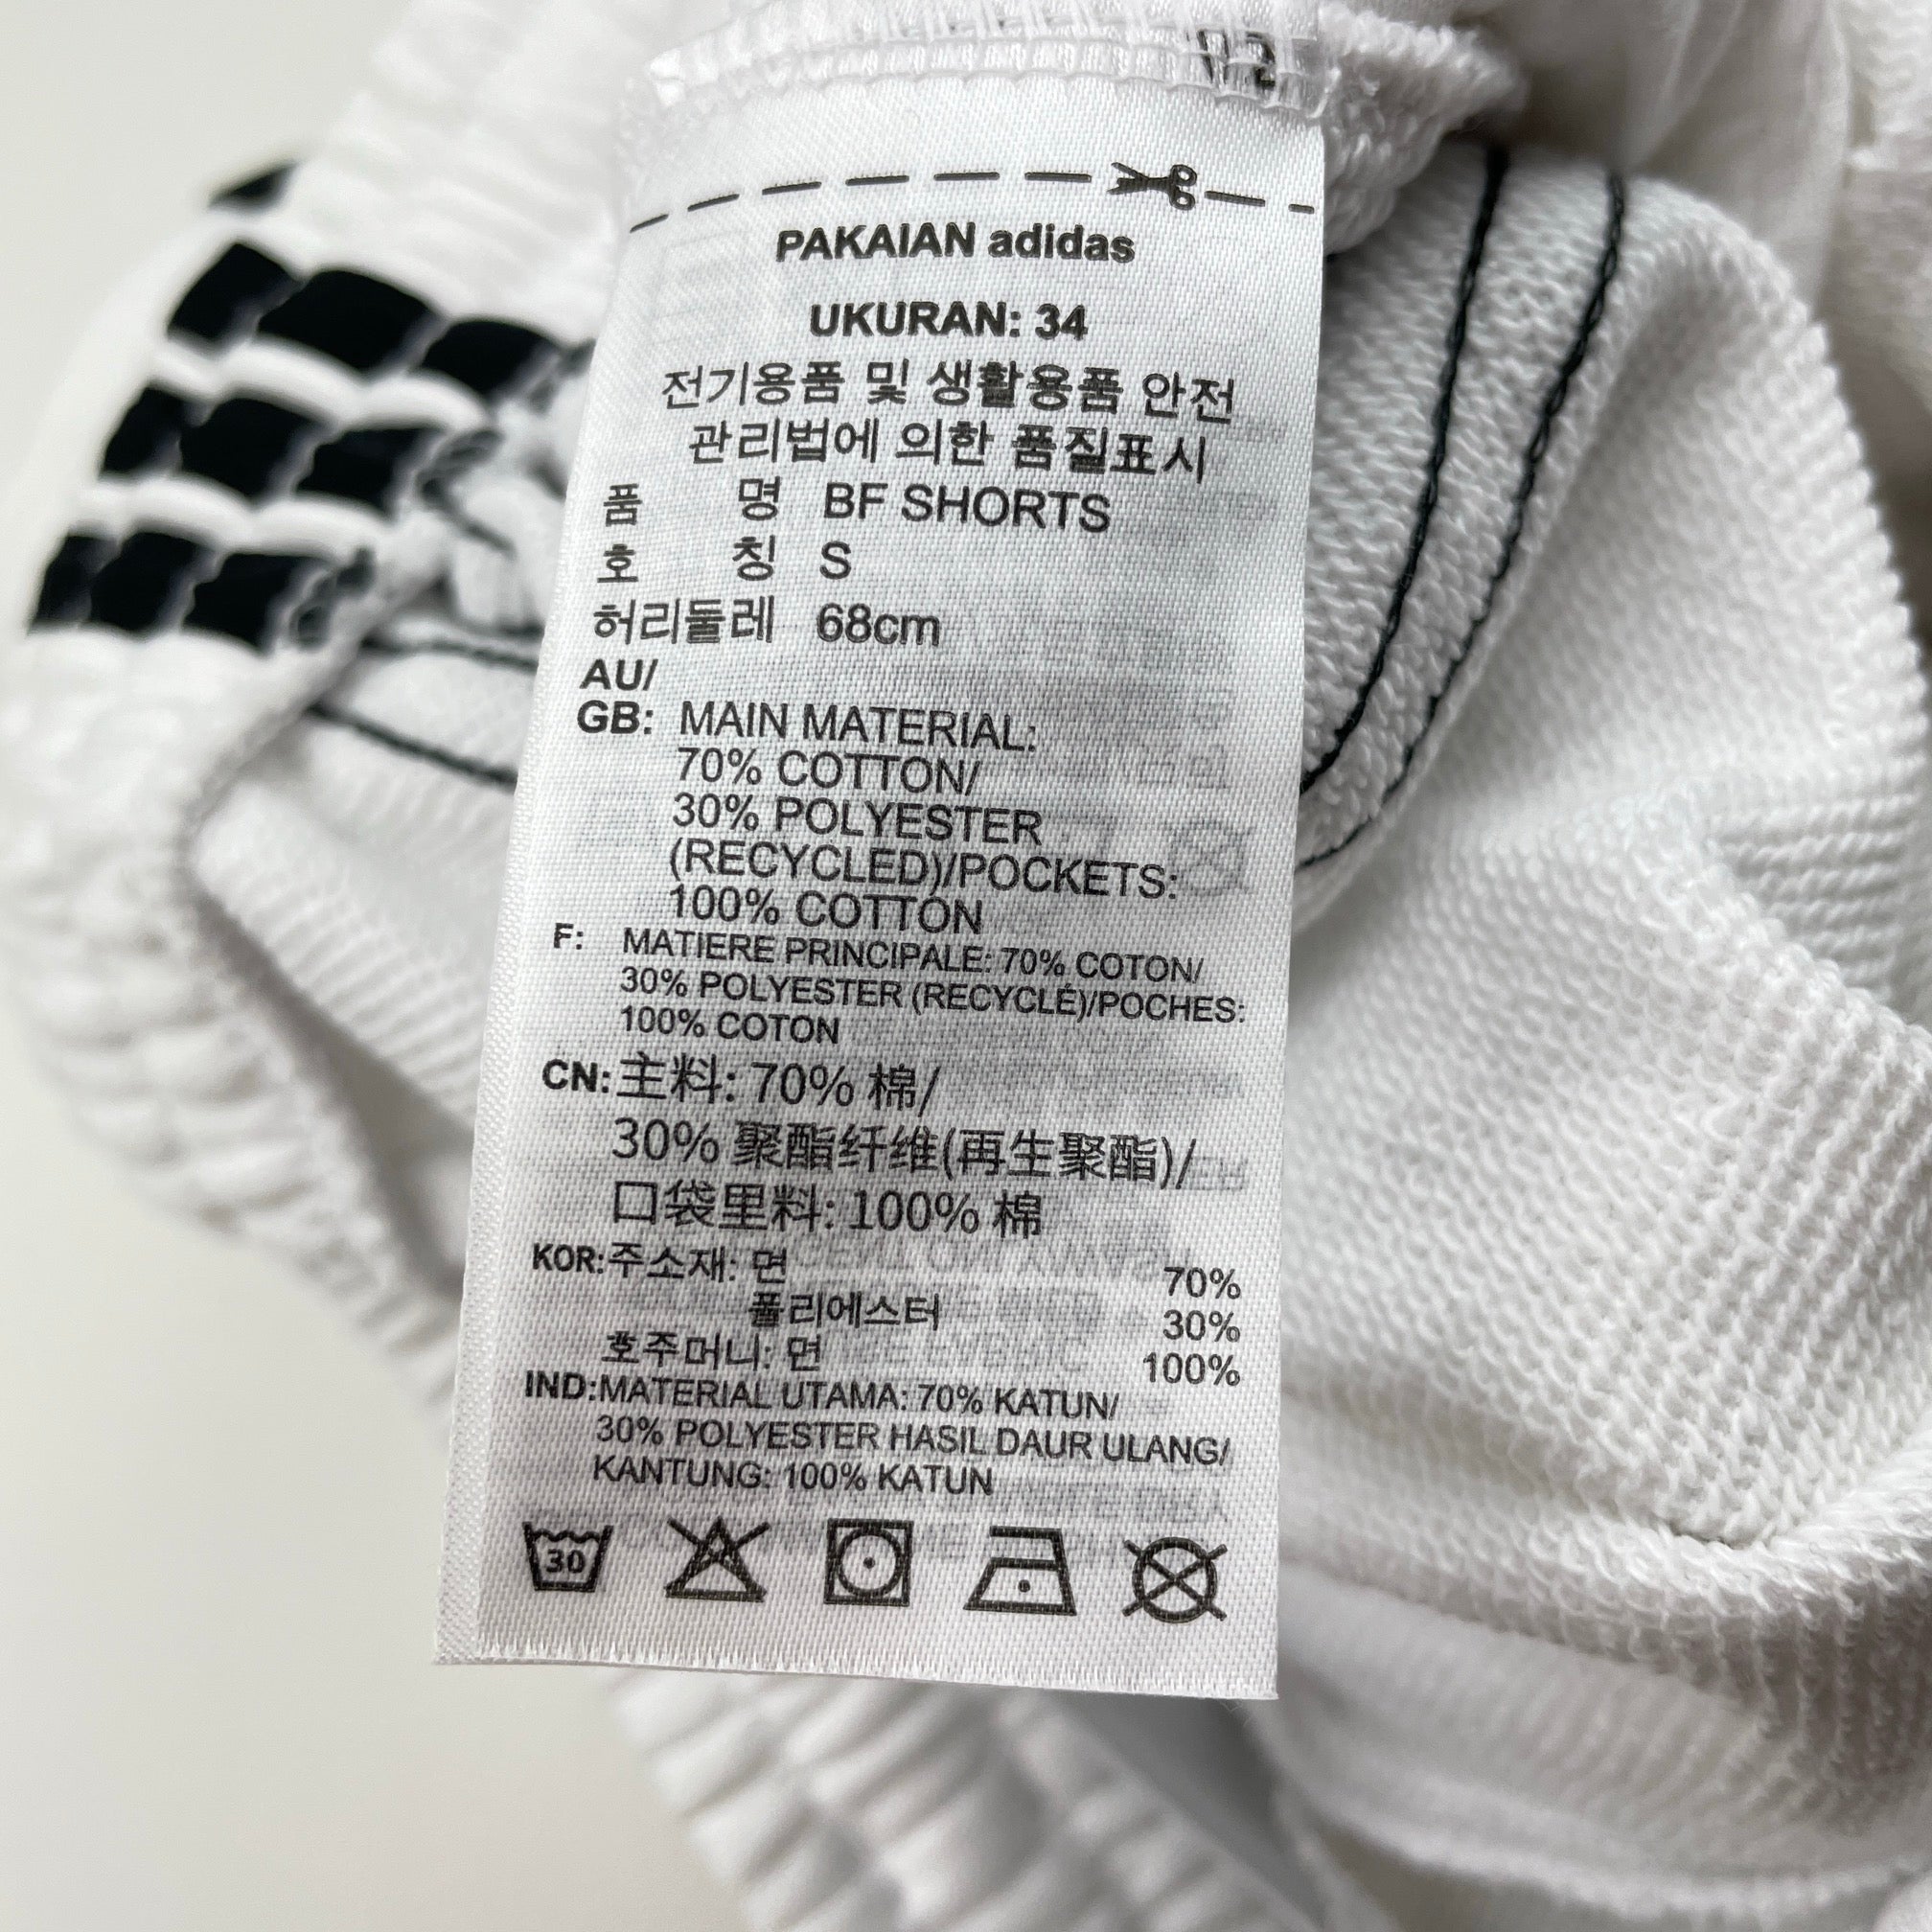 PAKAIAN adidas
UKURAN: 34
전기용품 및 생활용품 안전
관리법에 의한 품질표시
품 명 BF SHORTS
호 칭 S
허리둘레 68cm
AU/
GB: MAIN MATERIAL:
70% COTTON/
30% POLYESTER
(RECYCLED)/POCKETS:
100% COTTON
F: MATIERE PRINCIPALE: 70% COTON/
30% POLYESTER (RECYCLÉ)/POCHES:
100% COTON
CN: 主料: 70% 棉/
30% 聚酯纤维(再生聚酯)/
口袋里料: 100% 棉
KOR: 주소재: 면 70%
폴리에스터 30%
호주머니: 면 100%
IND: MATERIAL UTAMA: 70% KATUN/
30% POLYESTER HASIL DAUR ULANG/
KANTUNG: 100% KATUN
30